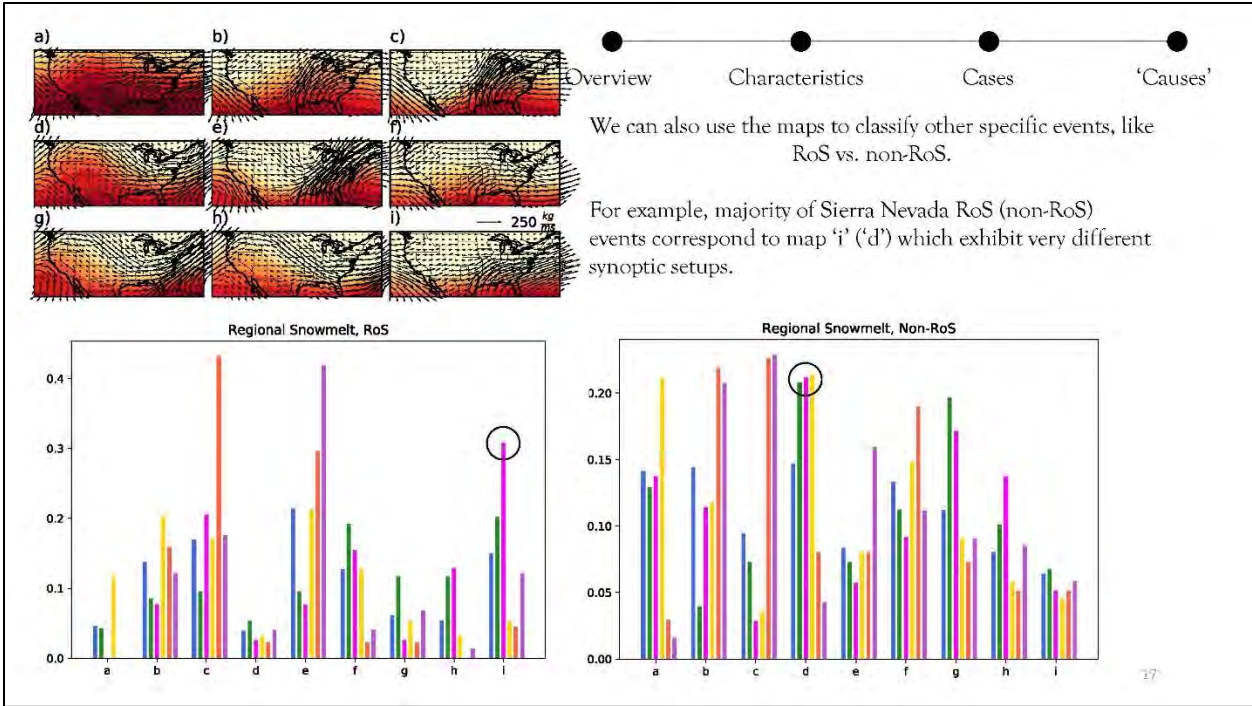 a) b) c)
d) e) f)
g) h) i)
250 kg
ms
Overview Characteristics Cases 'Causes'
We can also use the maps to classify other specific events, like
RoS vs. non-RoS.
For example, majority of Sierra Nevada RoS (non-RoS)
events correspond to map 'i' ('d') which exhibit very different
synoptic setups.
Regional Snowmelt, RoS
0.4
0.3
0.2
0.1
0.0
a b c d e f g h i
Regional Snowmelt, Non-RoS
0.20
0.15
0.10
0.05
0.00
a b c d e f g h i